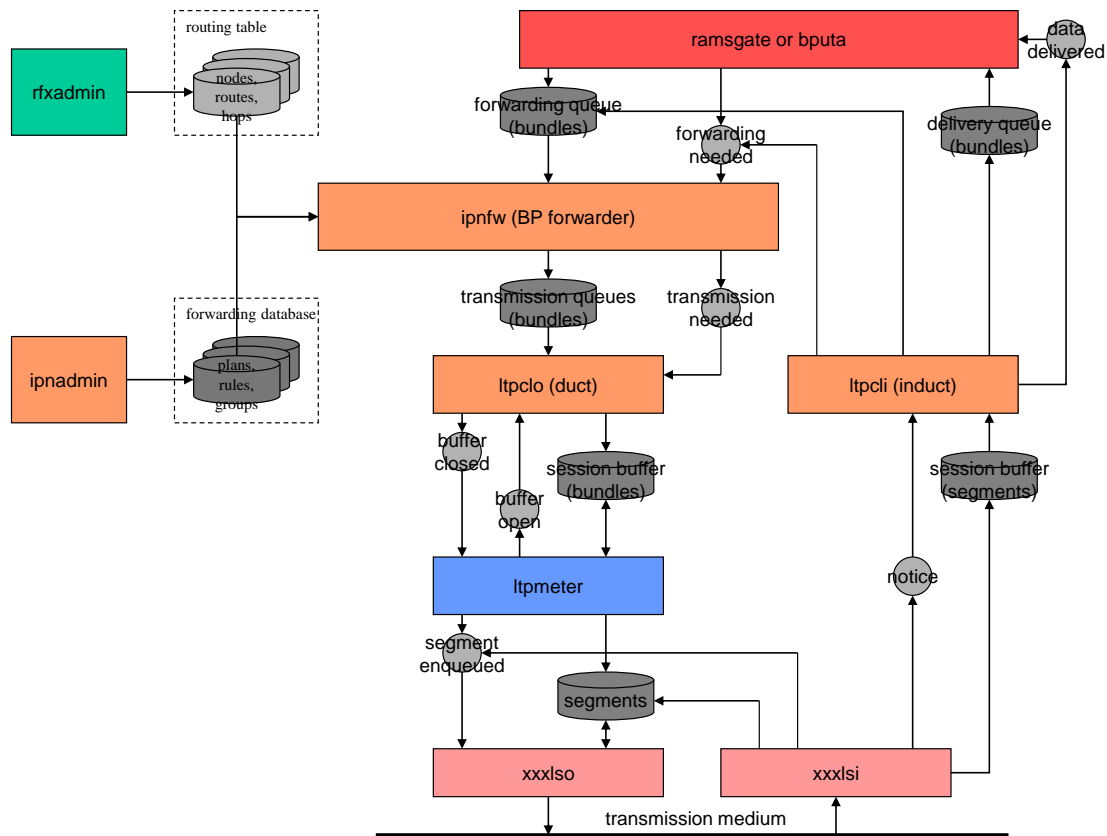 routing table
rfxadmin
nodes,
routes,
hops
ramsgate or bputa
data
delivered
forwarding queue
(bundles)
forwarding
needed
delivery queue
(bundles)
ipnfw (BP forwarder)
forwarding database
ipnadmin
plans,
rules,
groups
transmission queues
(bundles)
transmission
needed
ltpclo (duct)
ltpcli (induct)
buffer
closed
buffer
open
session buffer
(bundles)
session buffer
(segments)
ltpmeter
notice
segment
enqueued
segments
xxxlso
xxxlsi
transmission medium